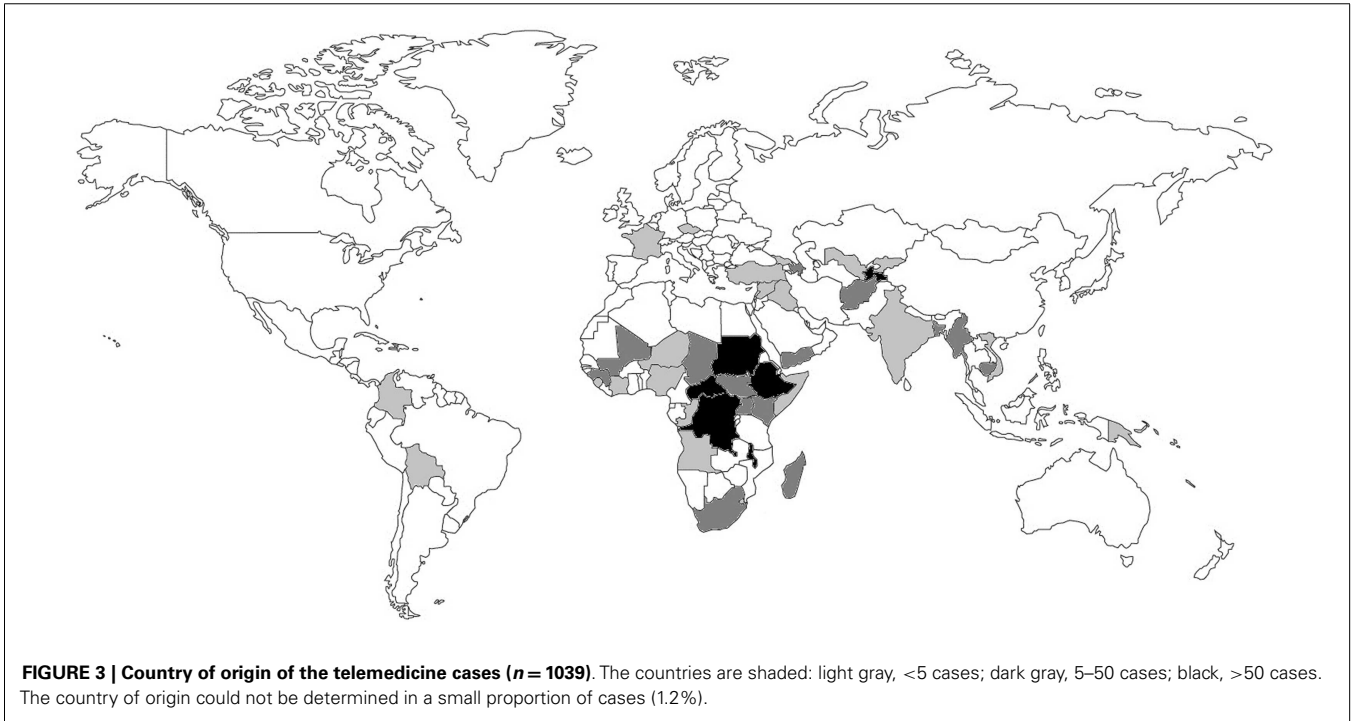 FIGURE 3 | Country of origin of the telemedicine cases (n = 1039). The countries are shaded: light gray, <5 cases; dark gray, 5–50 cases; black, >50 cases.
The country of origin could not be determined in a small proportion of cases (1.2%).